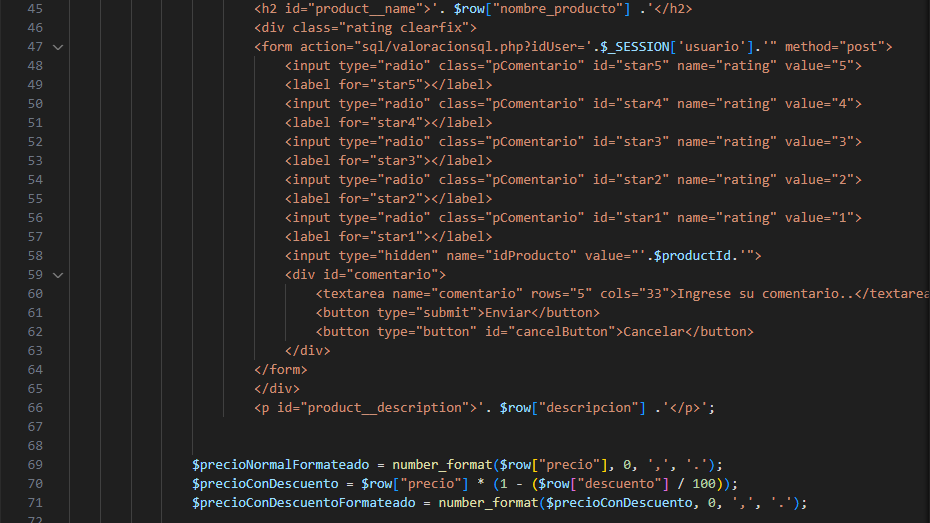 45 <h2 id="product__name">'. $row["nombre_producto"] .'</h2>
46 <div class="rating clearfix">
47 <form action="sql/valoracionsql.php?idUser='.$_SESSION['usuario'].'" method="post">
48 <input type="radio" class="pComentario" id="star5" name="rating" value="5">
49 <label for="star5"></label>
50 <input type="radio" class="pComentario" id="star4" name="rating" value="4">
51 <label for="star4"></label>
52 <input type="radio" class="pComentario" id="star3" name="rating" value="3">
53 <label for="star3"></label>
54 <input type="radio" class="pComentario" id="star2" name="rating" value="2">
55 <label for="star2"></label>
56 <input type="radio" class="pComentario" id="star1" name="rating" value="1">
57 <label for="star1"></label>
58 <input type="hidden" name="idProducto" value="'.$productId.'">
59 <div id="comentario">
60 <textarea name="comentario" rows="5" cols="33">Ingrese su comentario..</textarea
61 <button type="submit">Enviar</button>
62 <button type="button" id="cancelButton">Cancelar</button>
63 </div>
64 </form>
65 </div>
66 <p id="product__description">'. $row["descripcion"] .'</p>';
67
68
69 $precioNormalFormateado = number_format($row["precio"], 0, ',', '.');
70 $precioConDescuento = $row["precio"] * (1 - ($row["descuento"] / 100));
71 $precioConDescuentoFormateado = number_format($precioConDescuento, 0, ',', '.');
72